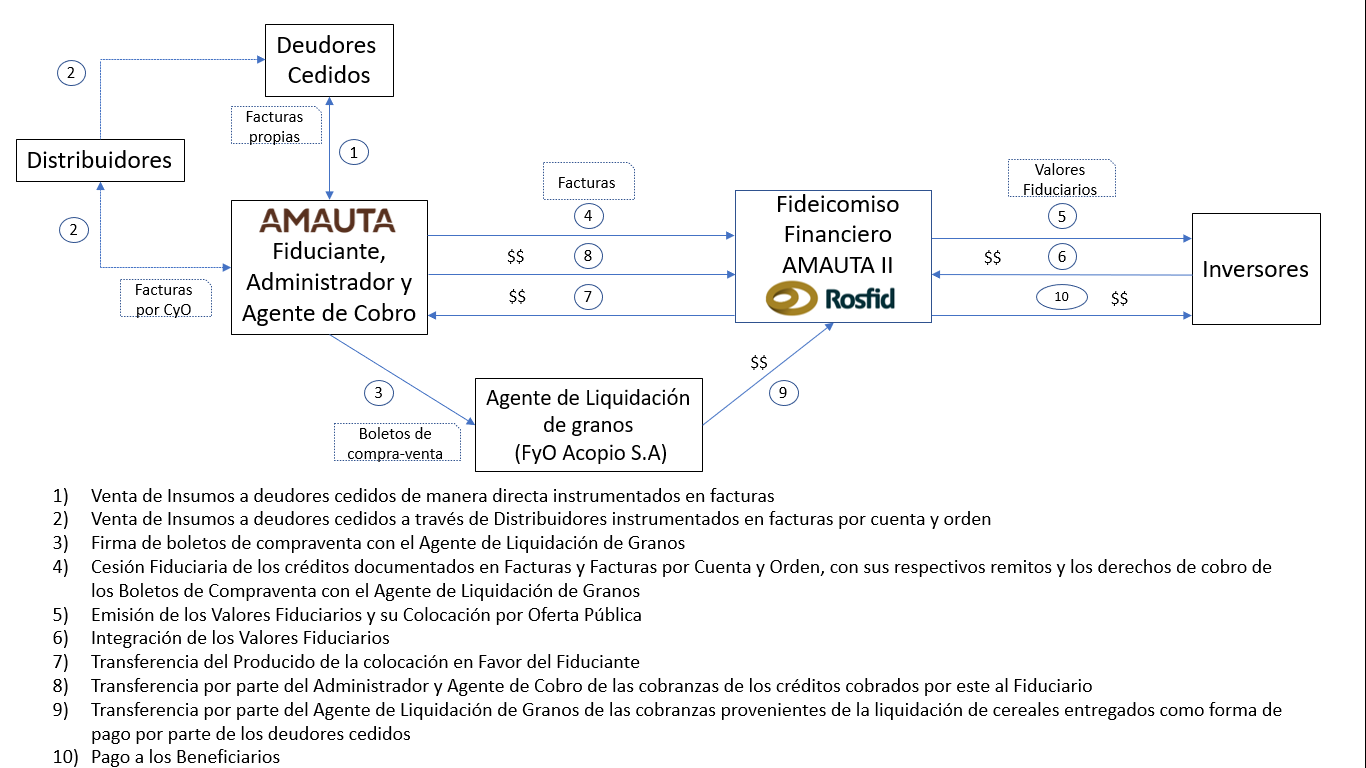 Deudores
Cedidos
2
Facturas
propias
1
Distribuidores
2
Facturas
por CyO
AMAUTA
Fiduciante,
Administrador y
Agente de Cobro
Facturas
4
$$ 8
$$ 7
Fideicomiso
Financiero
AMAUTA II
Rosfid
Valores
Fiduciarios
5
$$ 6
10 $$
Inversores
3
Boletos de
compra-venta
Agente de Liquidación
de granos
(FyO Acopio S.A)
$$
9
1) Venta de Insumos a deudores cedidos de manera directa instrumentados en facturas
2) Venta de Insumos a deudores cedidos a través de Distribuidores instrumentados en facturas por cuenta y orden
3) Firma de boletos de compraventa con el Agente de Liquidación de Granos
4) Cesión Fiduciaria de los créditos documentados en Facturas y Facturas por Cuenta y Orden, con sus respectivos remitos y los derechos de cobro de
los Boletos de Compraventa con el Agente de Liquidación de Granos
5) Emisión de los Valores Fiduciarios y su Colocación por Oferta Pública
6) Integración de los Valores Fiduciarios
7) Transferencia del Producido de la colocación en Favor del Fiduciante
8) Transferencia por parte del Administrador y Agente de Cobro de las cobranzas de los créditos cobrados por este al Fiduciario
9) Transferencia por parte del Agente de Liquidación de Granos de las cobranzas provenientes de la liquidación de cereales entregados como forma de
pago por parte de los deudores cedidos
10) Pago a los Beneficiarios